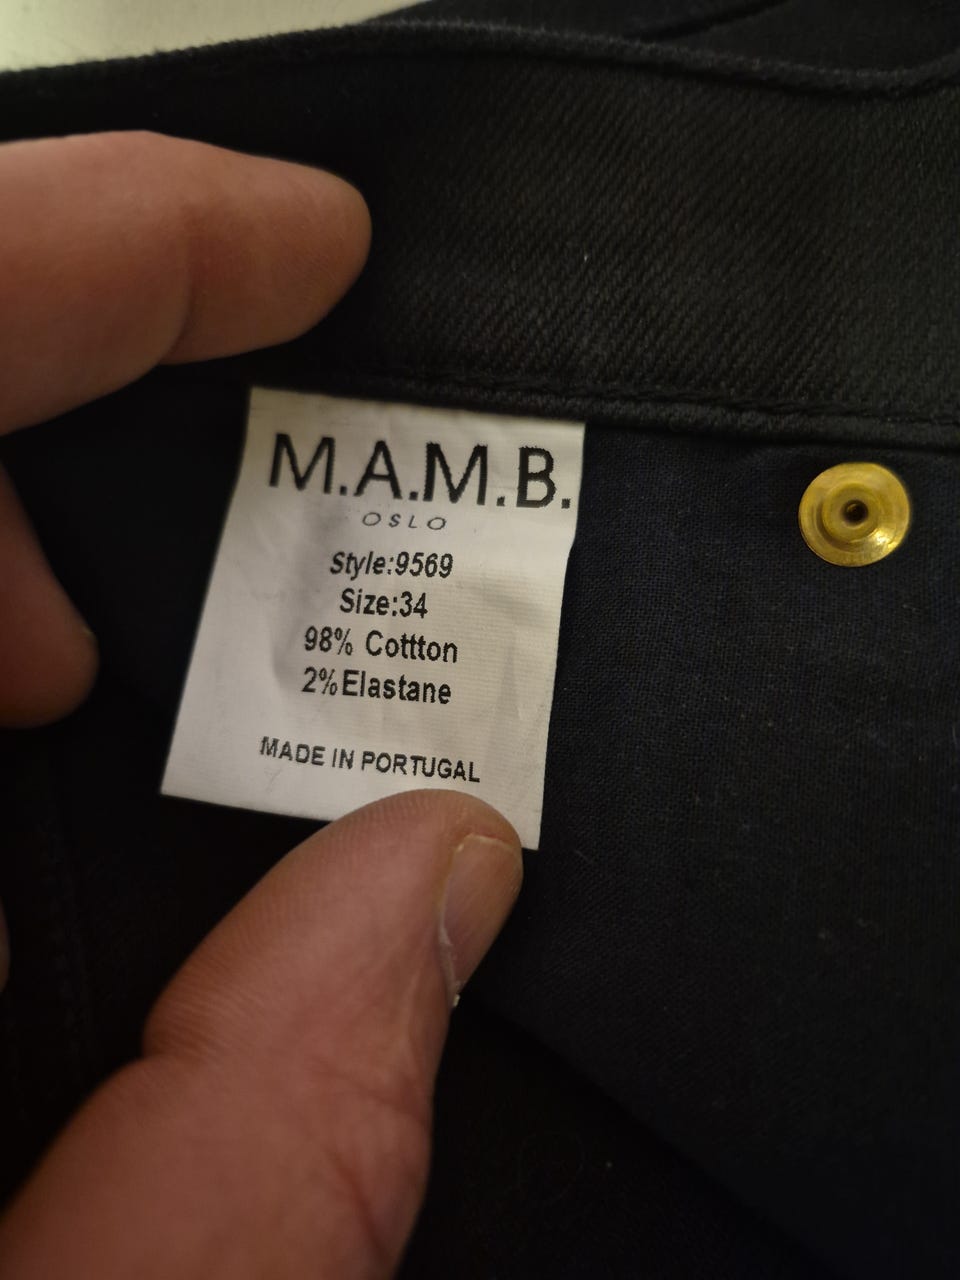 M.A.M.B.
OSLO
Style:9569
Size:34
98% Cottton
2%Elastane
MADE IN PORTUGAL